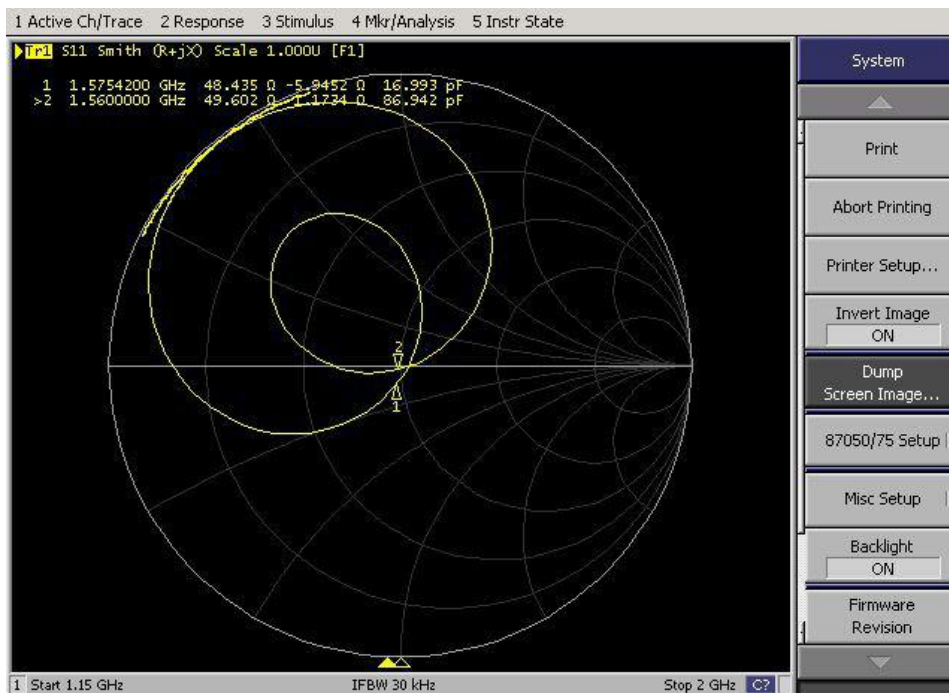 1 Active Ch/Trace 2 Response 3 Stimulus 4 Mkr/Analysis 5 Instr State
Tr1 S11 Smith (R+jX) Scale 1.000U [F1]
1 1.5754200 GHz 48.435 Ω -5.9452 Ω 16.993 pF
>2 1.5600000 GHz 49.602 Ω -1.1734 Ω 86.942 pF
2
1
System
Print
Abort Printing
Printer Setup...
Invert Image
ON
Dump
Screen Image...
87050/75 Setup
Misc Setup
Backlight
ON
Firmware
Revision
1 Start 1.15 GHz IFBW 30 kHz Stop 2 GHz C?